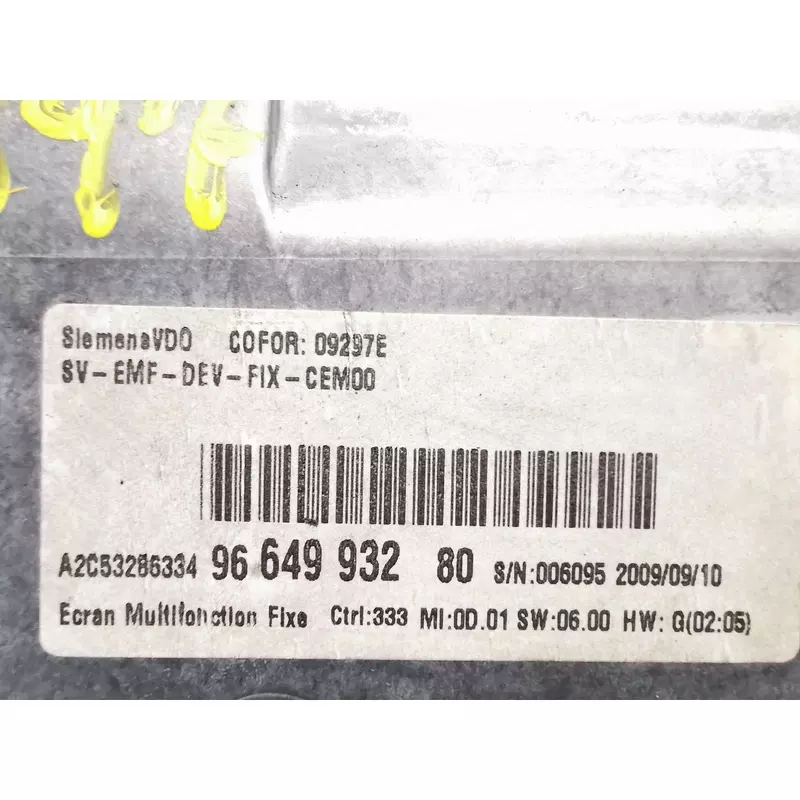 SiemensVDO COFOR: 09297E
SV-EMF-DEV-FIX-CEM00
A2C53286334 96 649 932 80 S/N:006095 2009/09/10
Ecran Multifonction Fixe Ctrl:333 MI:0D.01 SW:06.00 HW: G(02:05)